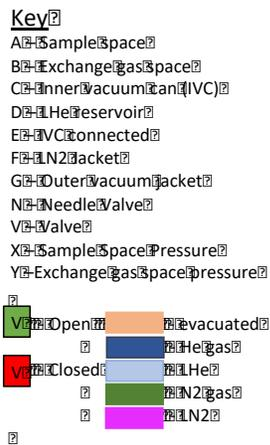 Key
A – Sample space
B – Exchange gas space
C – Inner vacuum can (IVC)
D – LHe reservoir
E – IVC connected
F – LN2 Jacket
G – Outer vacuum jacket
N – Needle Valve
V – Valve
X – Sample Space Pressure
Y – Exchange gas space pressure
V – Open – evacuated
– He gas
V – Closed – LHe
– N2 gas
– LN2